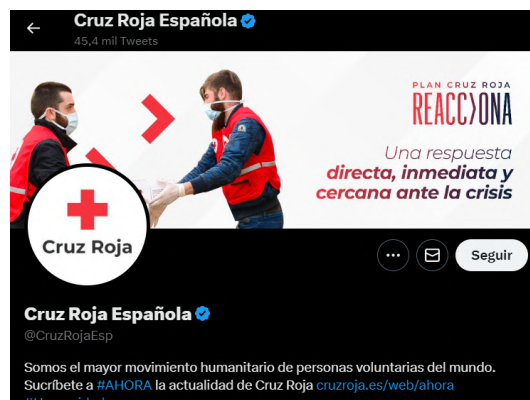 Cruz Roja Española
45,4 mil Tweets
PLAN CRUZ ROJA
REACC>ONA
Una respuesta
directa, inmediata y
cercana ante la crisis
Cruz Roja
Seguir
Cruz Roja Española
@CruzRojaEsp
Somos el mayor movimiento humanitario de personas voluntarias del mundo.
Sucríbete a #AHORA la actualidad de Cruz Roja cruzroja.es/web/ahora